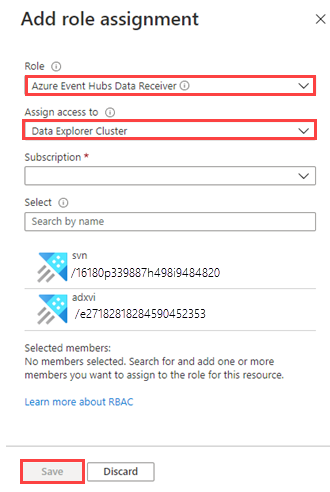 Add role assignment
Role
Azure Event Hubs Data Receiver
Assign access to
Data Explorer Cluster
Subscription *
Select
Search by name
svn
/16180p339887h498i9484820
adxvi
/e27182818284590452353
Selected members:
No members selected. Search for and add one or more
members you want to assign to the role for this resource.
Learn more about RBAC
Save
Discard